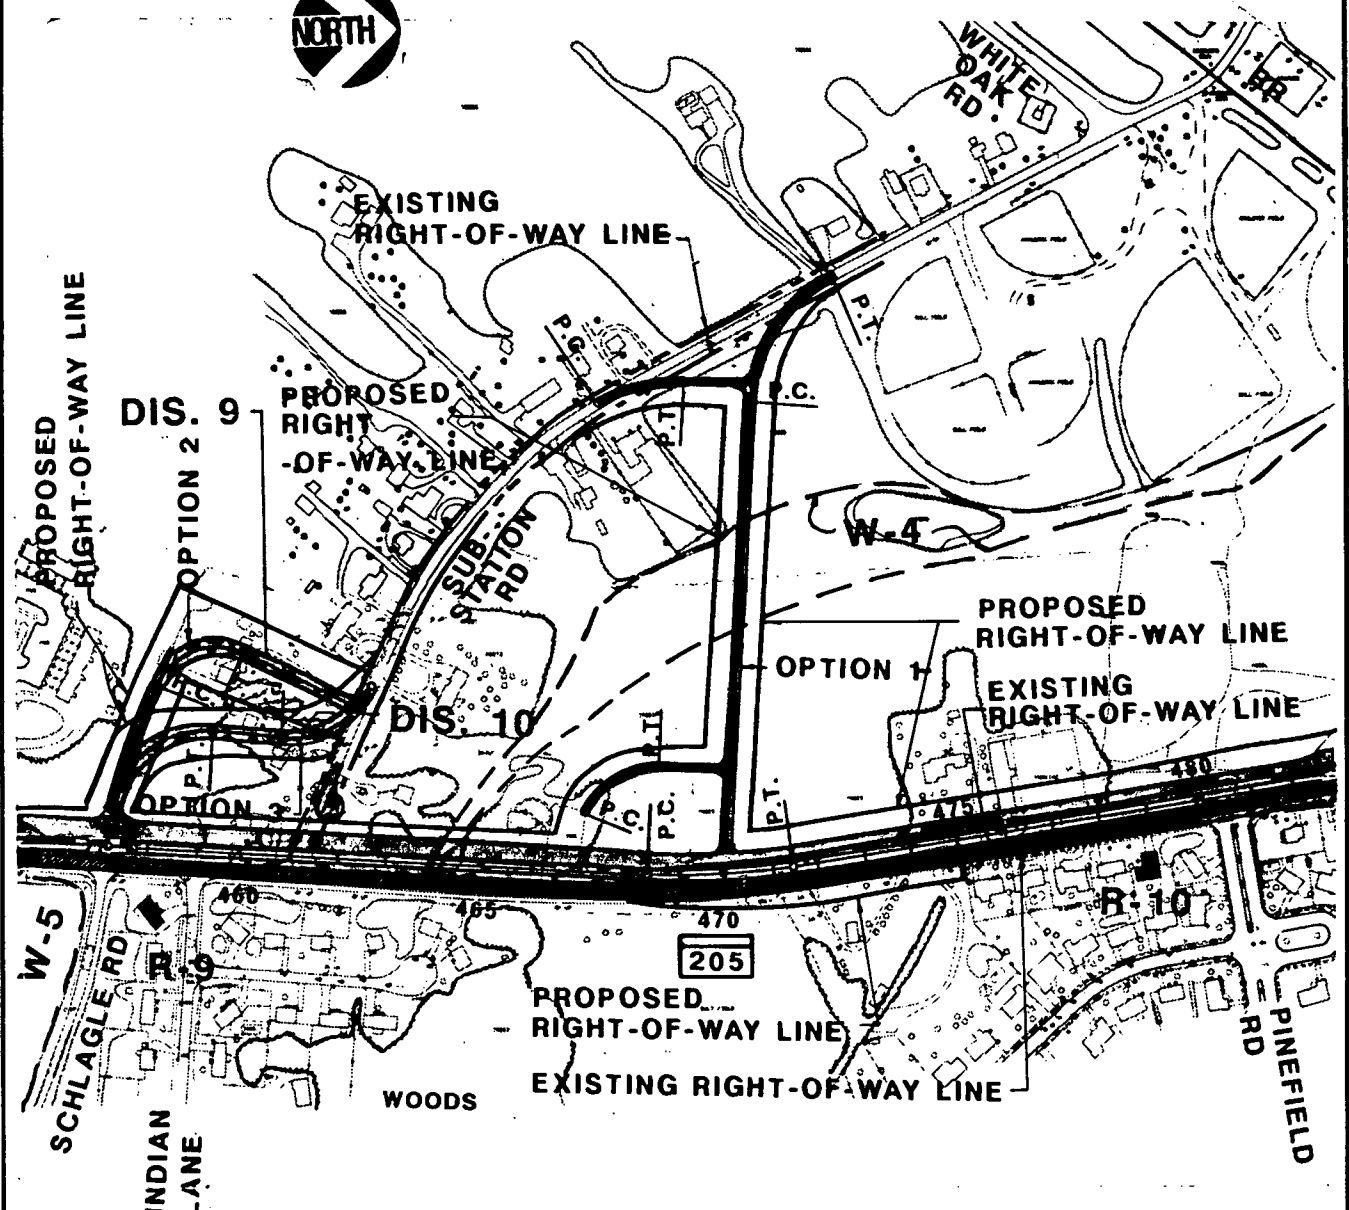 NORTH
WHITE
OAK
RD
BR
EXISTING
RIGHT-OF-WAY LINE
PROPOSED
RIGHT-OF-WAY LINE
P.T.
DIS. 9
PROPOSED
RIGHT
-OF-WAY LINE
P.T.
P.C.
OPTION 2
SUB-
STATION
RD
W-4
PROPOSED
RIGHT-OF-WAY LINE
OPTION 1
EXISTING
RIGHT-OF-WAY LINE
DIS. 10
P.C.
P.T.
P.T.
P.C.
P.C.
P.T.
480
475
460
465
470
205
W-5
SCHLAGLE RD
R-9
R-10
PROPOSED
RIGHT-OF-WAY LINE
EXISTING RIGHT-OF-WAY LINE
WOODS
INDIAN
LANE
PINEFIELD
RD